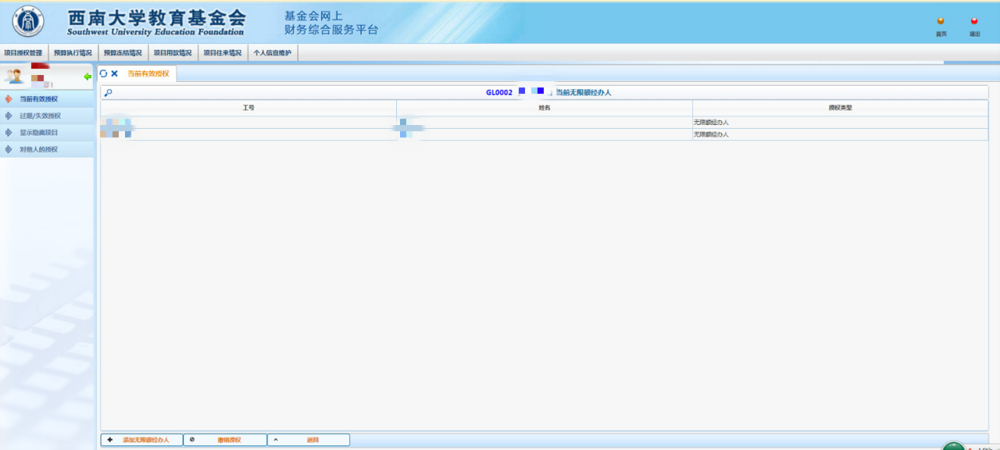 西南大学教育基金会
Southwest University Education Foundation
基金会网上
财务综合服务平台
首页
退出
项目授权管理
预算执行情况
预算冻结情况
项目用款情况
项目往来情况
个人信息维护
当前有效授权
当前有效授权
过期/失效授权
显示隐藏项目
对他人的授权
GL0002
当前无限额经办人
工号
姓名
授权类型
无限额经办人
无限额经办人
添加无限额经办人
撤销授权
返回